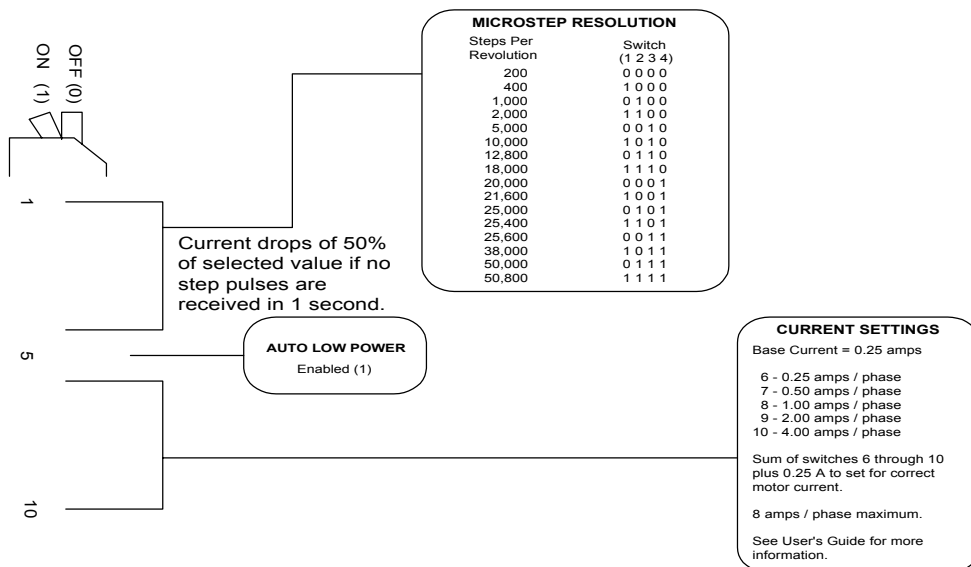 OFF (0)
ON (1)
1
5
10
MICROSTEP RESOLUTION
Steps Per
Revolution
Switch
(1 2 3 4)
200 0 0 0 0
400 1 0 0 0
1,000 0 1 0 0
2,000 1 1 0 0
5,000 0 0 1 0
10,000 1 0 1 0
12,800 0 1 1 0
18,000 1 1 1 0
20,000 0 0 0 1
21,600 1 0 0 1
25,000 0 1 0 1
25,400 1 1 0 1
25,600 0 0 1 1
38,000 1 0 1 1
50,000 0 1 1 1
50,800 1 1 1 1
Current drops of 50%
of selected value if no
step pulses are
received in 1 second.
AUTO LOW POWER
Enabled (1)
CURRENT SETTINGS
Base Current = 0.25 amps
6 - 0.25 amps / phase
7 - 0.50 amps / phase
8 - 1.00 amps / phase
9 - 2.00 amps / phase
10 - 4.00 amps / phase
Sum of switches 6 through 10
plus 0.25 A to set for correct
motor current.
8 amps / phase maximum.
See User's Guide for more
information.